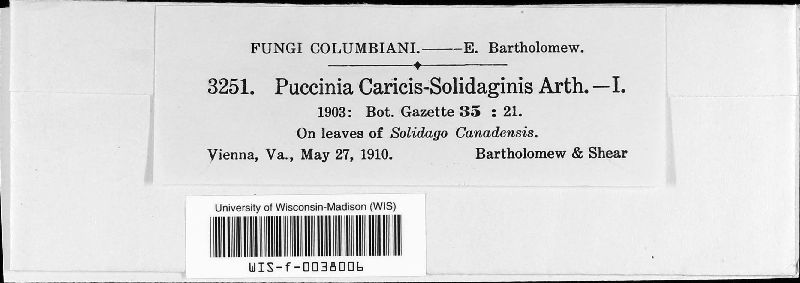 FUNGI COLUMBIANI.——E. Bartholomew.
3251. Puccinia Caricis-Solidaginis Arth.—I.
1903: Bot. Gazette 35 : 21.
On leaves of Solidago Canadensis.
Vienna, Va., May 27, 1910. Bartholomew & Shear
University of Wisconsin-Madison (WIS)
WIS-f-0038006